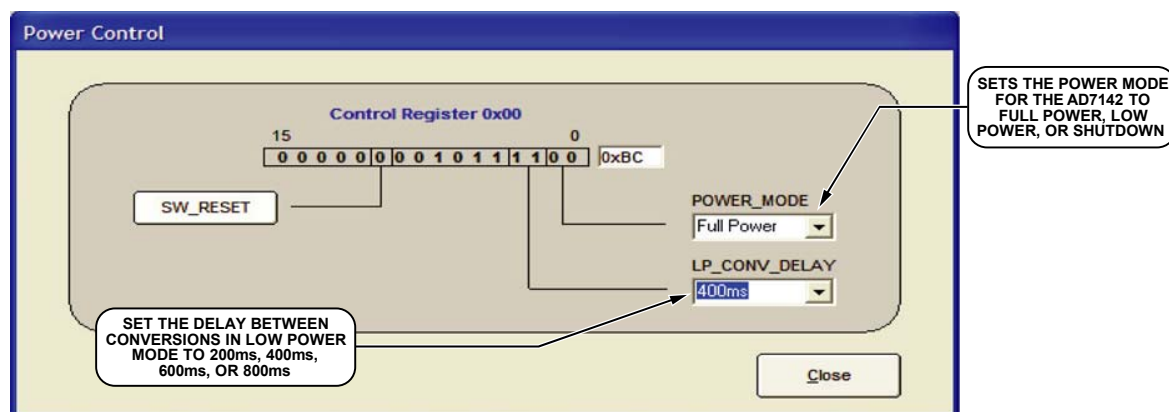 Power Control
Control Register 0x00
15 0
0 0 0 0 0 0 0 0 1 0 1 1 1 1 0 0 0xBC
SW_RESET
POWER_MODE
Full Power
LP_CONV_DELAY
400ms
Close
SETS THE POWER MODE
FOR THE AD7142 TO
FULL POWER, LOW
POWER, OR SHUTDOWN
SET THE DELAY BETWEEN
CONVERSIONS IN LOW POWER
MODE TO 200ms, 400ms,
600ms, OR 800ms